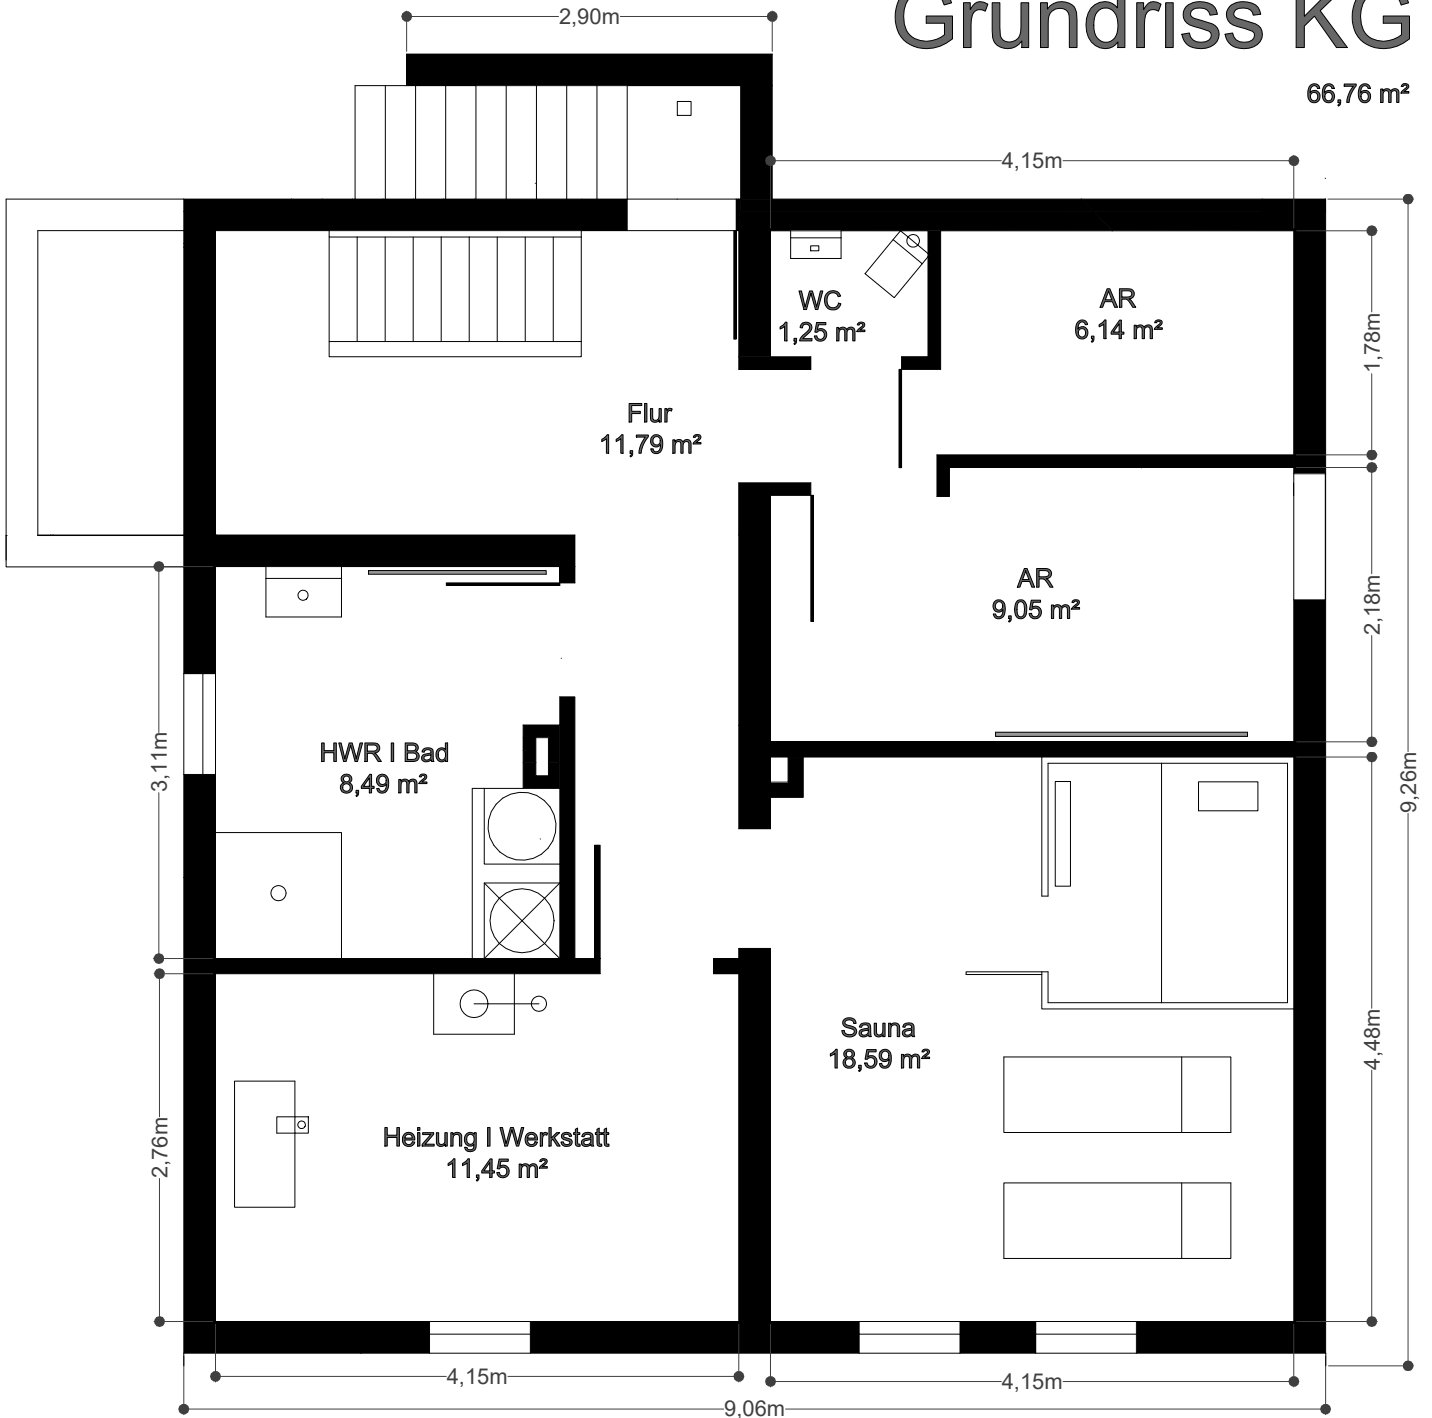 2,90m
Grundriss KG
66,76 m²
4,15m
WC
1,25 m²
AR
6,14 m²
1,78m
Flur
11,79 m²
AR
9,05 m²
2,18m
HWR I Bad
8,49 m²
3,11m
9,26m
Sauna
18,59 m²
4,48m
Heizung I Werkstatt
11,45 m²
2,76m
4,15m
4,15m
9,06m